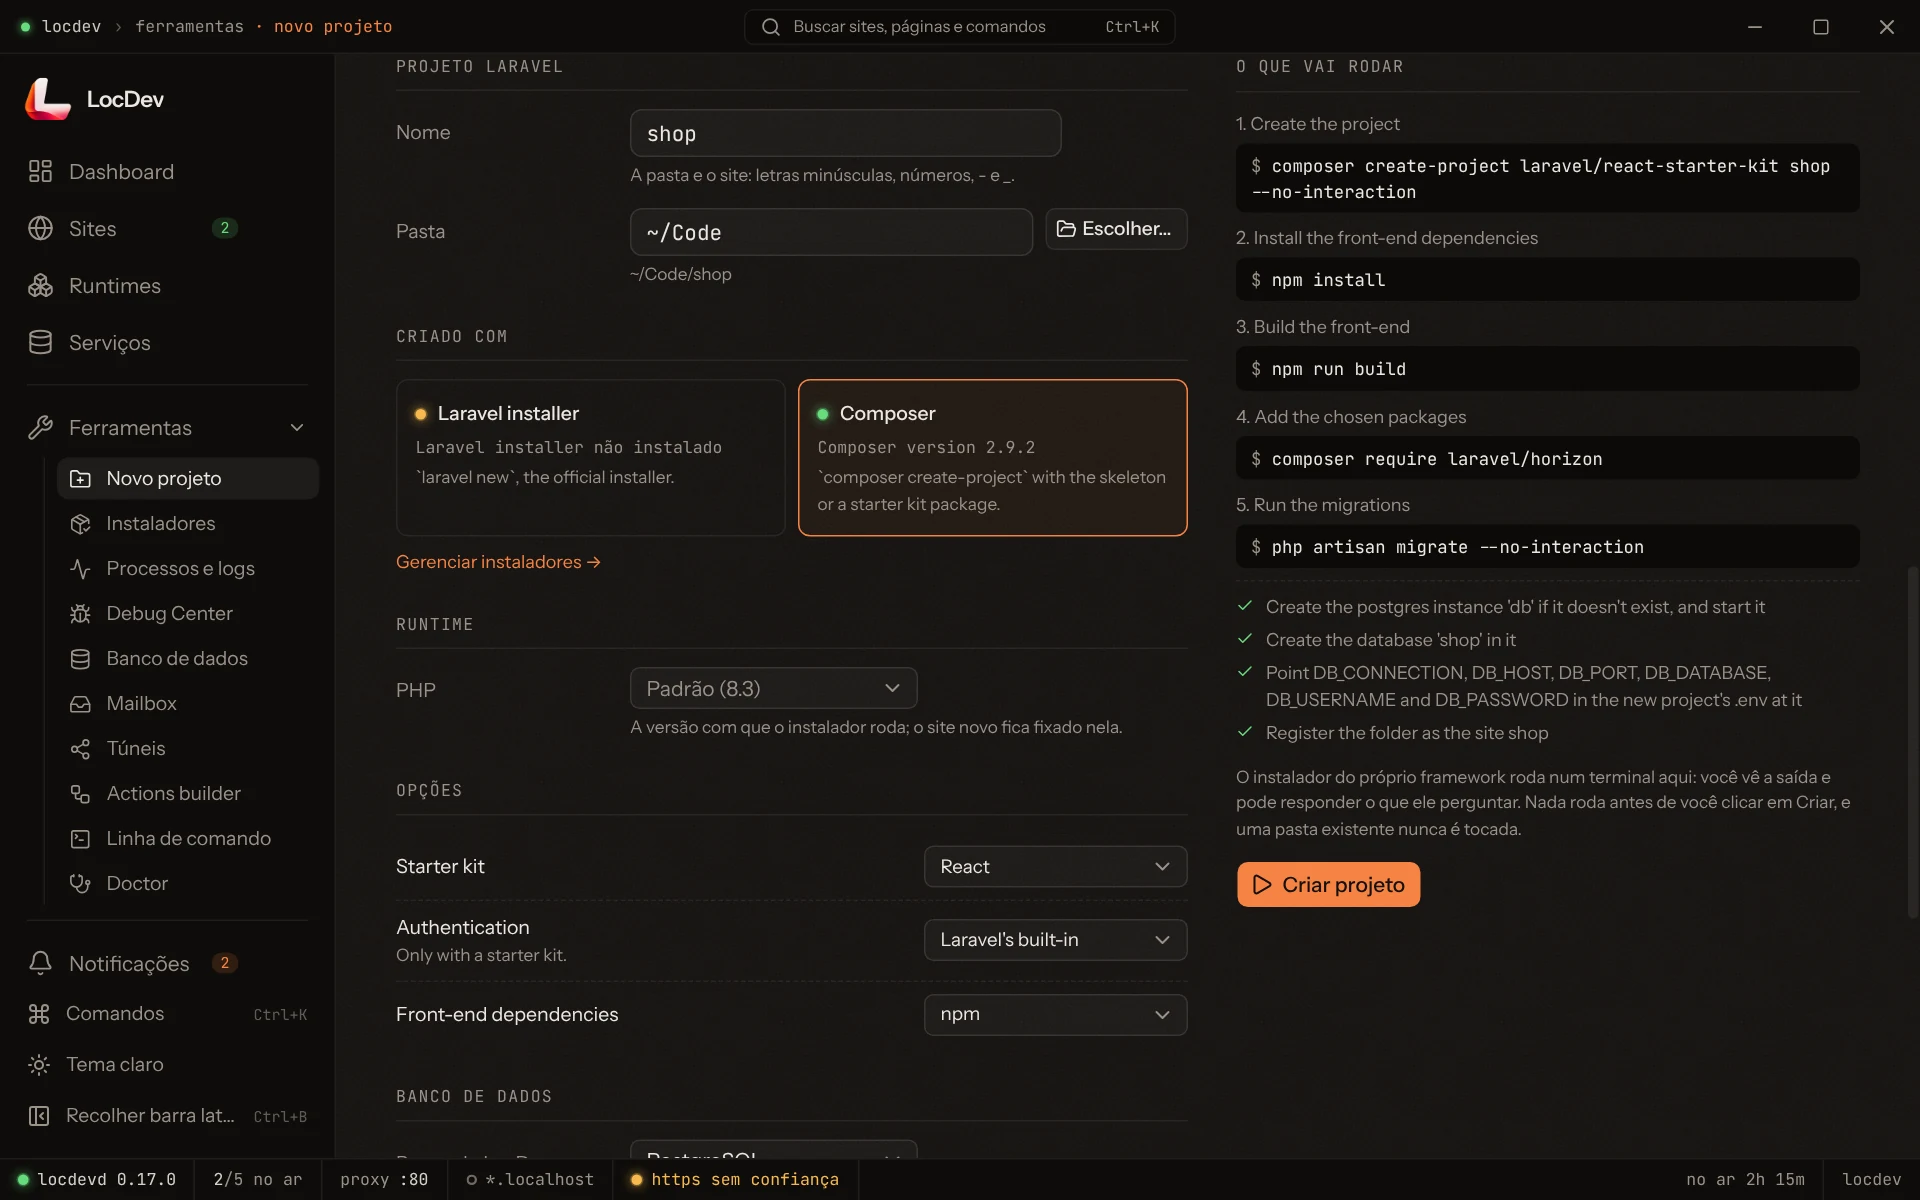 locdev › ferramentas · novo projeto
Buscar sites, páginas e comandos Ctrl+K
LocDev
Dashboard
Sites 2
Runtimes
Serviços
Ferramentas
Novo projeto
Instaladores
Processos e logs
Debug Center
Banco de dados
Mailbox
Túneis
Actions builder
Linha de comando
Doctor
Notificações 2
Comandos Ctrl+K
Tema claro
Recolher barra lat... Ctrl+B
PROJETO LARAVEL
Nome
shop
A pasta e o site: letras minúsculas, números, - e _.
Pasta
~/Code
Escolher...
~/Code/shop
CRIADO COM
Laravel installer
Laravel installer não instalado
`laravel new`, the official installer.
Composer
Composer version 2.9.2
`composer create-project` with the skeleton
or a starter kit package.
Gerenciar instaladores →
RUNTIME
PHP
Padrão (8.3)
A versão com que o instalador roda; o site novo fica fixado nela.
OPÇÕES
Starter kit
React
Authentication
Only with a starter kit.
Laravel's built-in
Front-end dependencies
npm
BANCO DE DADOS
PostgreSQL
O QUE VAI RODAR
1. Create the project
$ composer create-project laravel/react-starter-kit shop
--no-interaction
2. Install the front-end dependencies
$ npm install
3. Build the front-end
$ npm run build
4. Add the chosen packages
$ composer require laravel/horizon
5. Run the migrations
$ php artisan migrate --no-interaction
Create the postgres instance 'db' if it doesn't exist, and start it
Create the database 'shop' in it
Point DB_CONNECTION, DB_HOST, DB_PORT, DB_DATABASE,
DB_USERNAME and DB_PASSWORD in the new project's .env at it
Register the folder as the site shop
O instalador do próprio framework roda num terminal aqui: você vê a saída e
pode responder o que ele perguntar. Nada roda antes de você clicar em Criar, e
uma pasta existente nunca é tocada.
Criar projeto
locdevd 0.17.0
2/5 no ar
proxy :80
*.localhost
https sem confiança
no ar 2h 15m
locdev